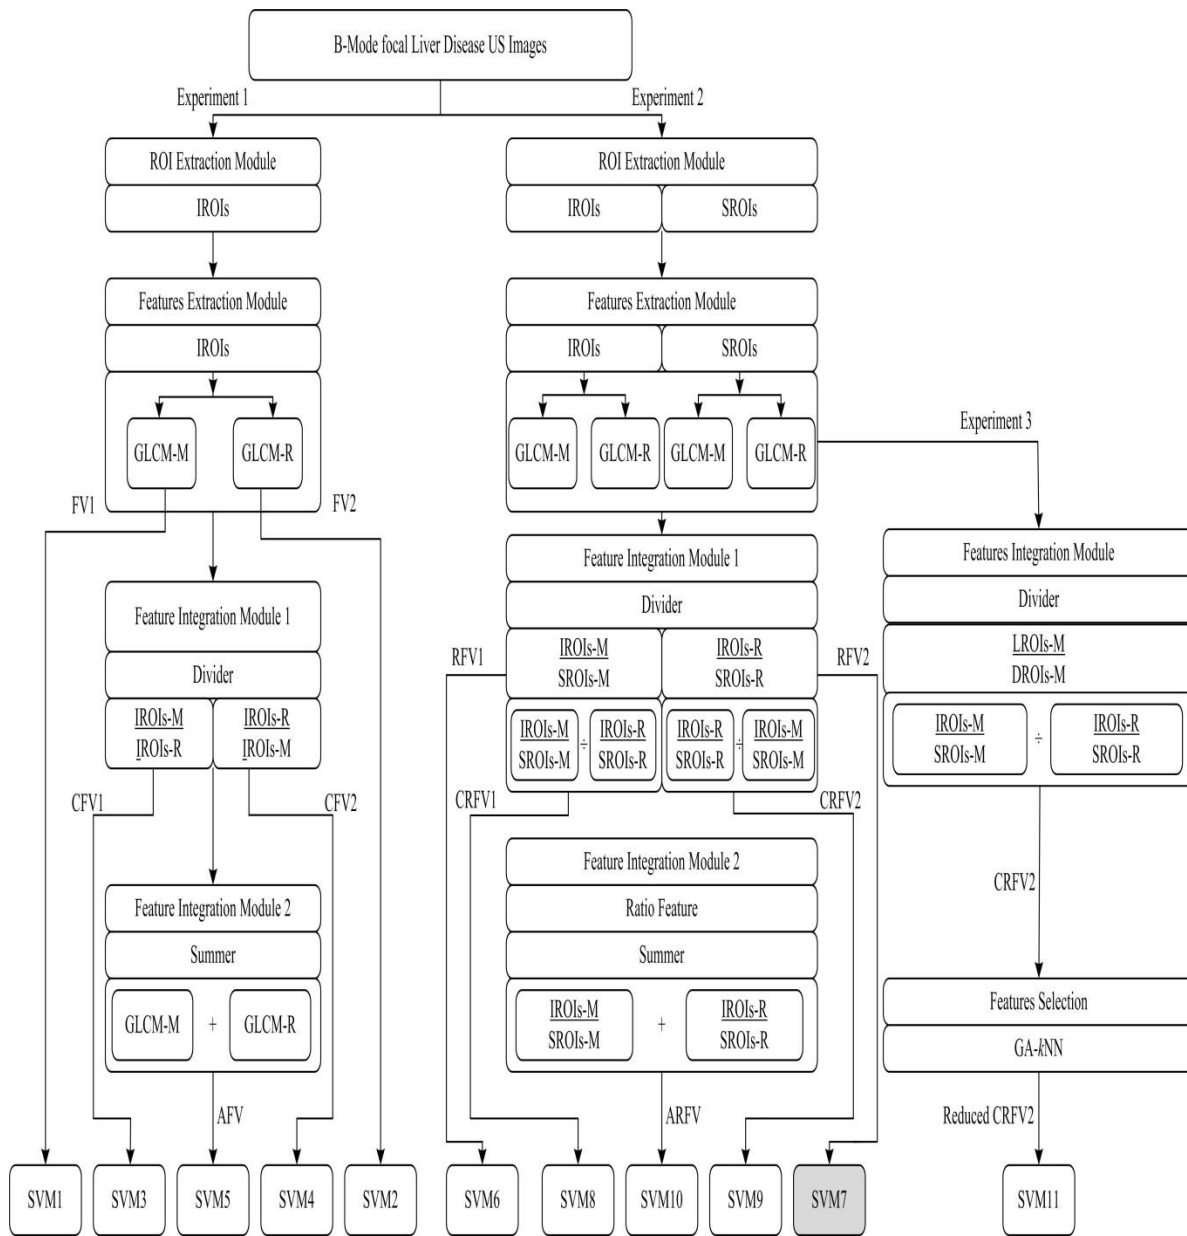 B-Mode focal Liver Disease US Images
Experiment 1
Experiment 2
ROI Extraction Module
IROIs
Features Extraction Module
IROIs
GLCM-M
GLCM-R
FV1
FV2
Feature Integration Module 1
Divider
IROIs-M
IROIs-R
IROIs-R
IROIs-M
CFV1
CFV2
Feature Integration Module 2
Summer
GLCM-M
+
GLCM-R
AFV
SVM1
SVM3
SVM5
SVM4
SVM2
ROI Extraction Module
IROIs
SROIs
Features Extraction Module
IROIs
SROIs
GLCM-M
GLCM-R
GLCM-M
GLCM-R
Feature Integration Module 1
Divider
RFV1
IROIs-M
SROIs-M
IROIs-R
SROIs-R
RFV2
IROIs-M
SROIs-M
÷
IROIs-R
SROIs-R
IROIs-R
SROIs-R
÷
IROIs-M
SROIs-M
CRFV1
CRFV2
Feature Integration Module 2
Ratio Feature
Summer
IROIs-M
SROIs-M
+
IROIs-R
SROIs-R
ARFV
SVM6
SVM8
SVM10
SVM9
SVM7
Experiment 3
Features Integration Module
Divider
LROIs-M
DROIs-M
IROIs-M
SROIs-M
÷
IROIs-R
SROIs-R
CRFV2
Features Selection
GA-kNN
Reduced CRFV2
SVM11